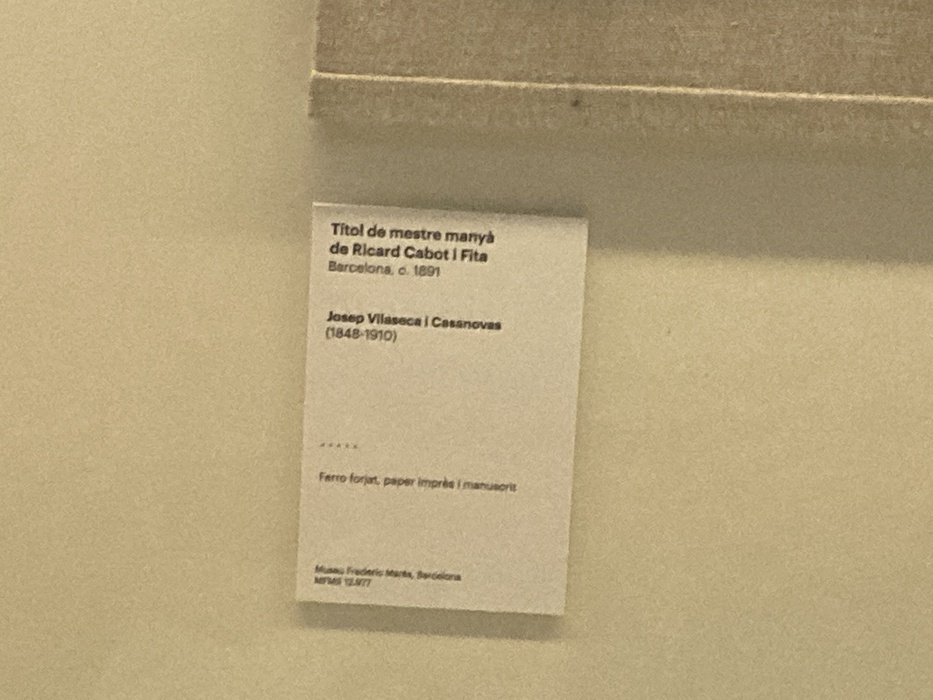 Títol de mestre manyà
de Ricard Cabot i Fita
Barcelona, c. 1891
Josep Vilaseca i Casanovas
(1848-1910)
.....
Ferro forjat, paper imprès i manuscrit
Museu Frederic Marès, Barcelona